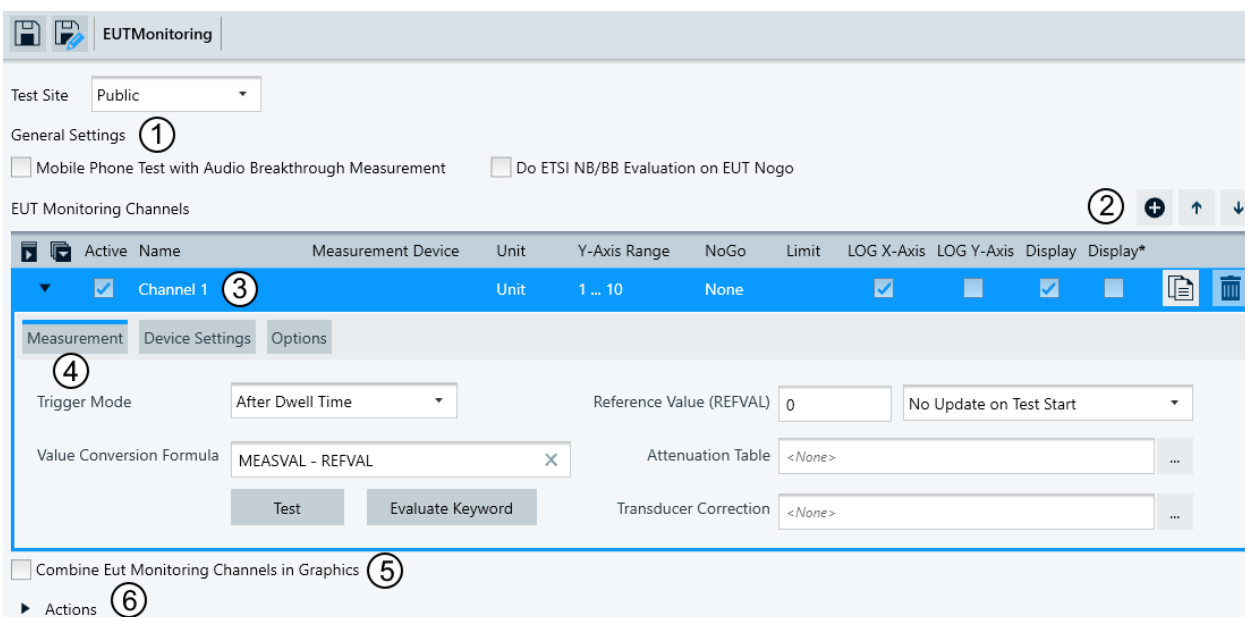 EUTMonitoring
Test Site Public
General Settings 1
Mobile Phone Test with Audio Breakthrough Measurement Do ETSI NB/BB Evaluation on EUT Nogo
EUT Monitoring Channels 2
Active Name Measurement Device Unit Y-Axis Range NoGo Limit LOG X-Axis LOG Y-Axis Display Display*
Channel 1 3 Unit 1 ... 10 None
Measurement Device Settings Options
4
Trigger Mode After Dwell Time Reference Value (REFVAL) 0 No Update on Test Start
Value Conversion Formula MEASVAL - REFVAL Attenuation Table <None> ...
Test Evaluate Keyword Transducer Correction <None> ...
Combine Eut Monitoring Channels in Graphics 5
Actions 6